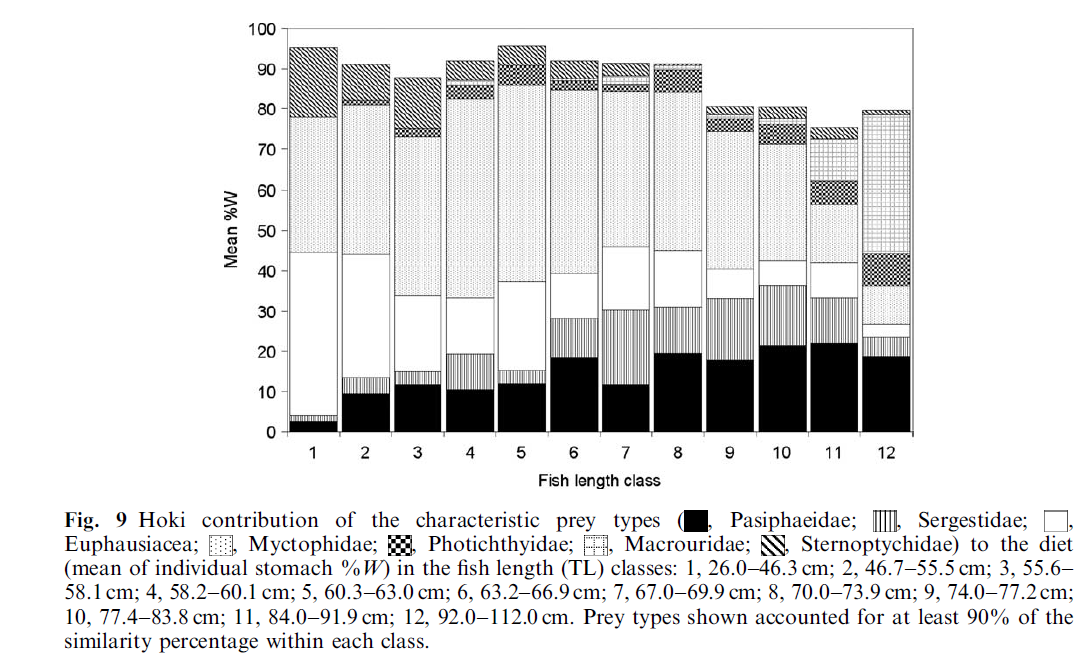 100
90
80
70
60
50
40
30
20
10
0
Mean %W
1 2 3 4 5 6 7 8 9 10 11 12
Fish length class
Fig. 9 Hoki contribution of the characteristic prey types ( , Pasiphaeidae; , Sergestidae; ,
Euphausiacea; , Myctophidae; , Photichthyidae; , Macrouridae; , Sternoptychidae) to the diet
(mean of individual stomach %W) in the fish length (TL) classes: 1, 26.0–46.3 cm; 2, 46.7–55.5 cm; 3, 55.6–
58.1 cm; 4, 58.2–60.1 cm; 5, 60.3–63.0 cm; 6, 63.2–66.9 cm; 7, 67.0–69.9 cm; 8, 70.0–73.9 cm; 9, 74.0–77.2 cm;
10, 77.4–83.8 cm; 11, 84.0–91.9 cm; 12, 92.0–112.0 cm. Prey types shown accounted for at least 90% of the
similarity percentage within each class.